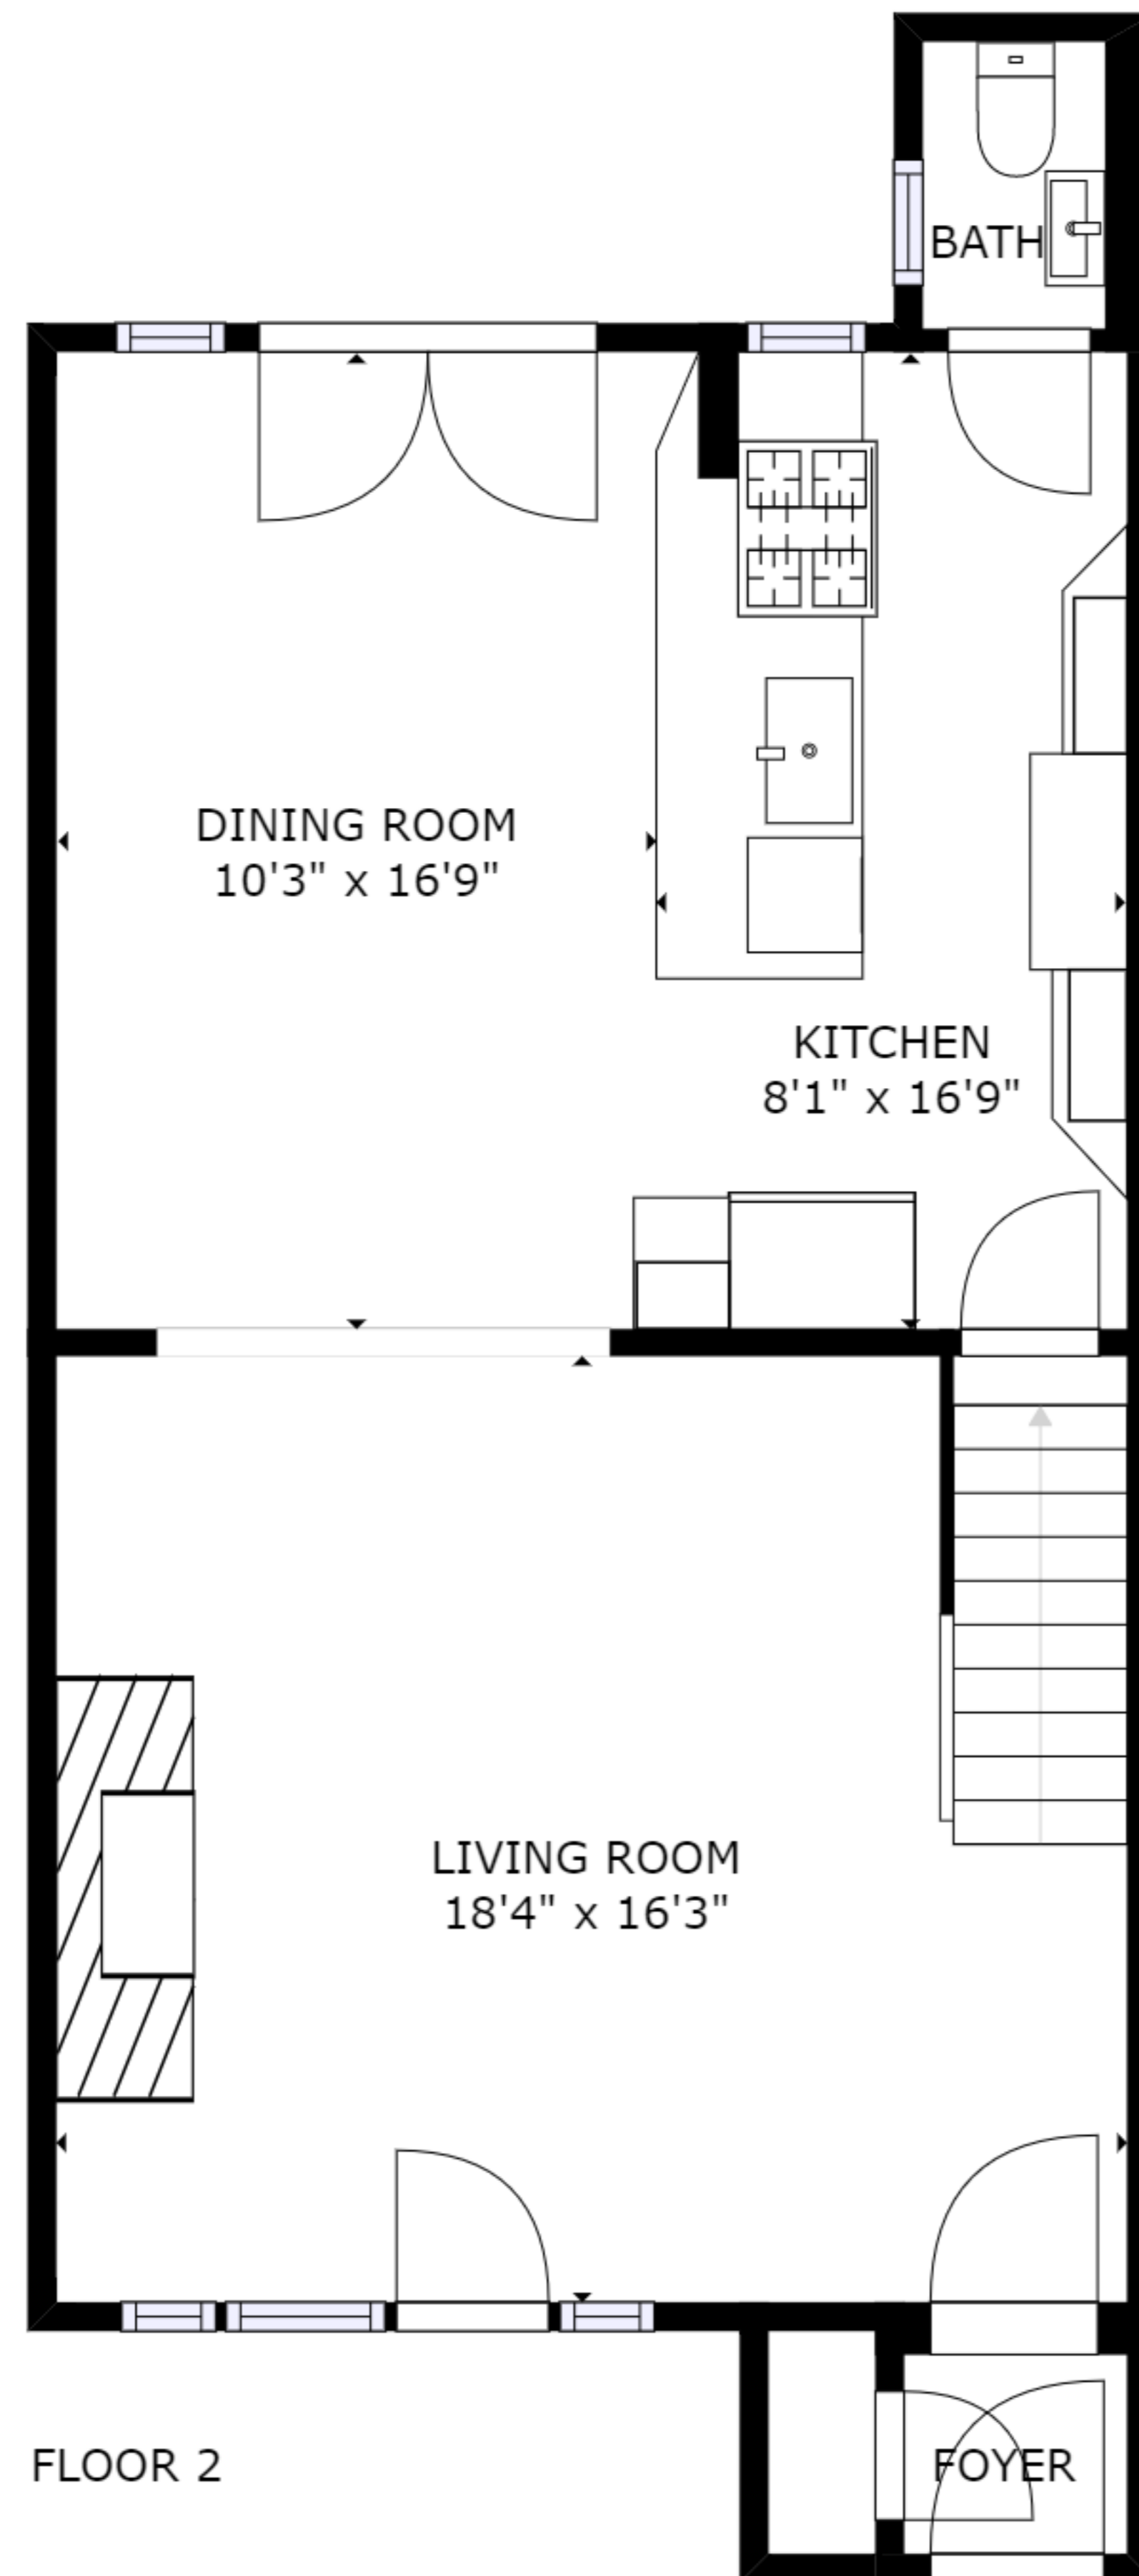 BATH
DINING ROOM
10'3" x 16'9"
KITCHEN
8'1" x 16'9"
LIVING ROOM
18'4" x 16'3"
FLOOR 2
FOYER